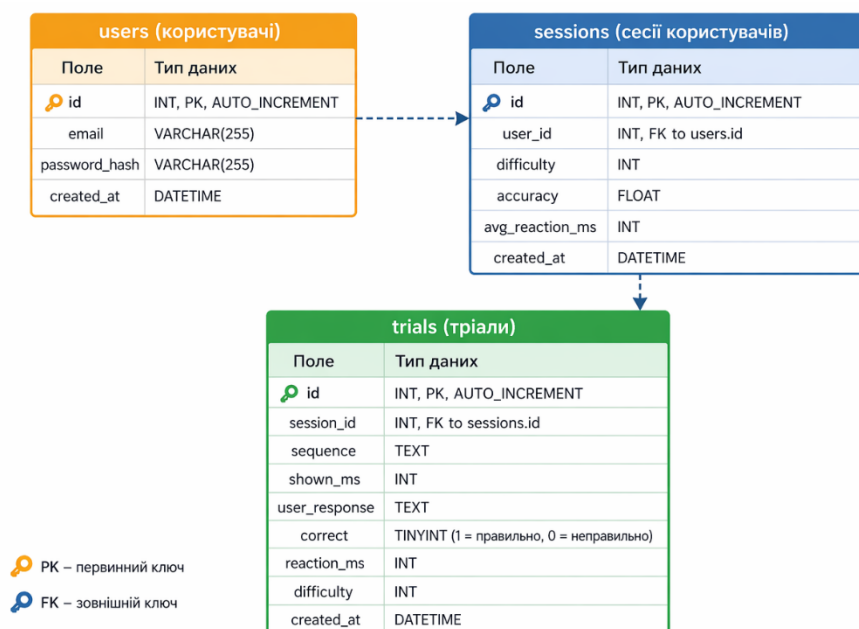 users (користувачі)
Поле Тип даних
id INT, PK, AUTO_INCREMENT
email VARCHAR(255)
password_hash VARCHAR(255)
created_at DATETIME
sessions (сесії користувачів)
Поле Тип даних
id INT, PK, AUTO_INCREMENT
user_id INT, FK to users.id
difficulty INT
accuracy FLOAT
avg_reaction_ms INT
created_at DATETIME
trials (тріали)
Поле Тип даних
id INT, PK, AUTO_INCREMENT
session_id INT, FK to sessions.id
sequence TEXT
shown_ms INT
user_response TEXT
correct TINYINT (1 = правильно, 0 = неправильно)
reaction_ms INT
difficulty INT
created_at DATETIME
PK – первинний ключ
FK – зовнішній ключ